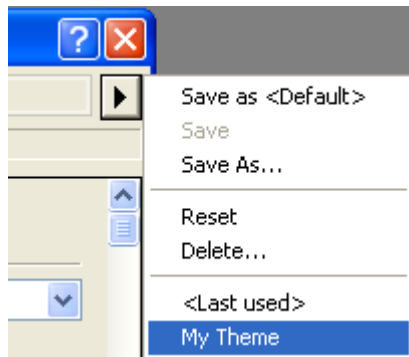 Save as <Default>
Save
Save As...
Reset
Delete...
<Last used>
My Theme